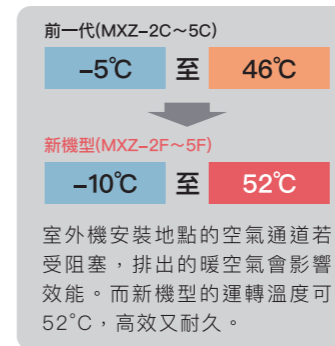 前一代(MXZ-2C～5C)
-5℃ 至 46℃
新機型(MXZ-2F～5F)
-10℃ 至 52℃
室外機安裝地點的空氣通道若
受阻塞，排出的暖空氣會影響
效能。而新機型的運轉溫度可
52°C，高效又耐久。